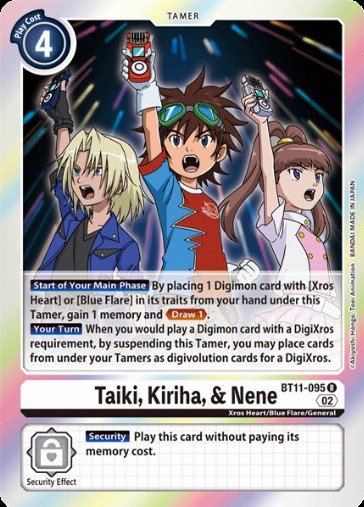 Play Cost
4
TAMER
Start of Your Main Phase By placing 1 Digimon card with [Xros
Heart] or [Blue Flare] in its traits from your hand under this
Tamer, gain 1 memory and Draw 1.
Your Turn When you would play a Digimon card with a DigiXros
requirement, by suspending this Tamer, you may place cards
from under your Tamers as digivolution cards for a DigiXros.
©Akiyoshi Hongo, Toei Animation BANDAI MADE IN JAPAN
Taiki, Kiriha, & Nene
BT11-095 R
02
Xros Heart/Blue Flare/General
Security Play this card without paying its
memory cost.
Security Effect